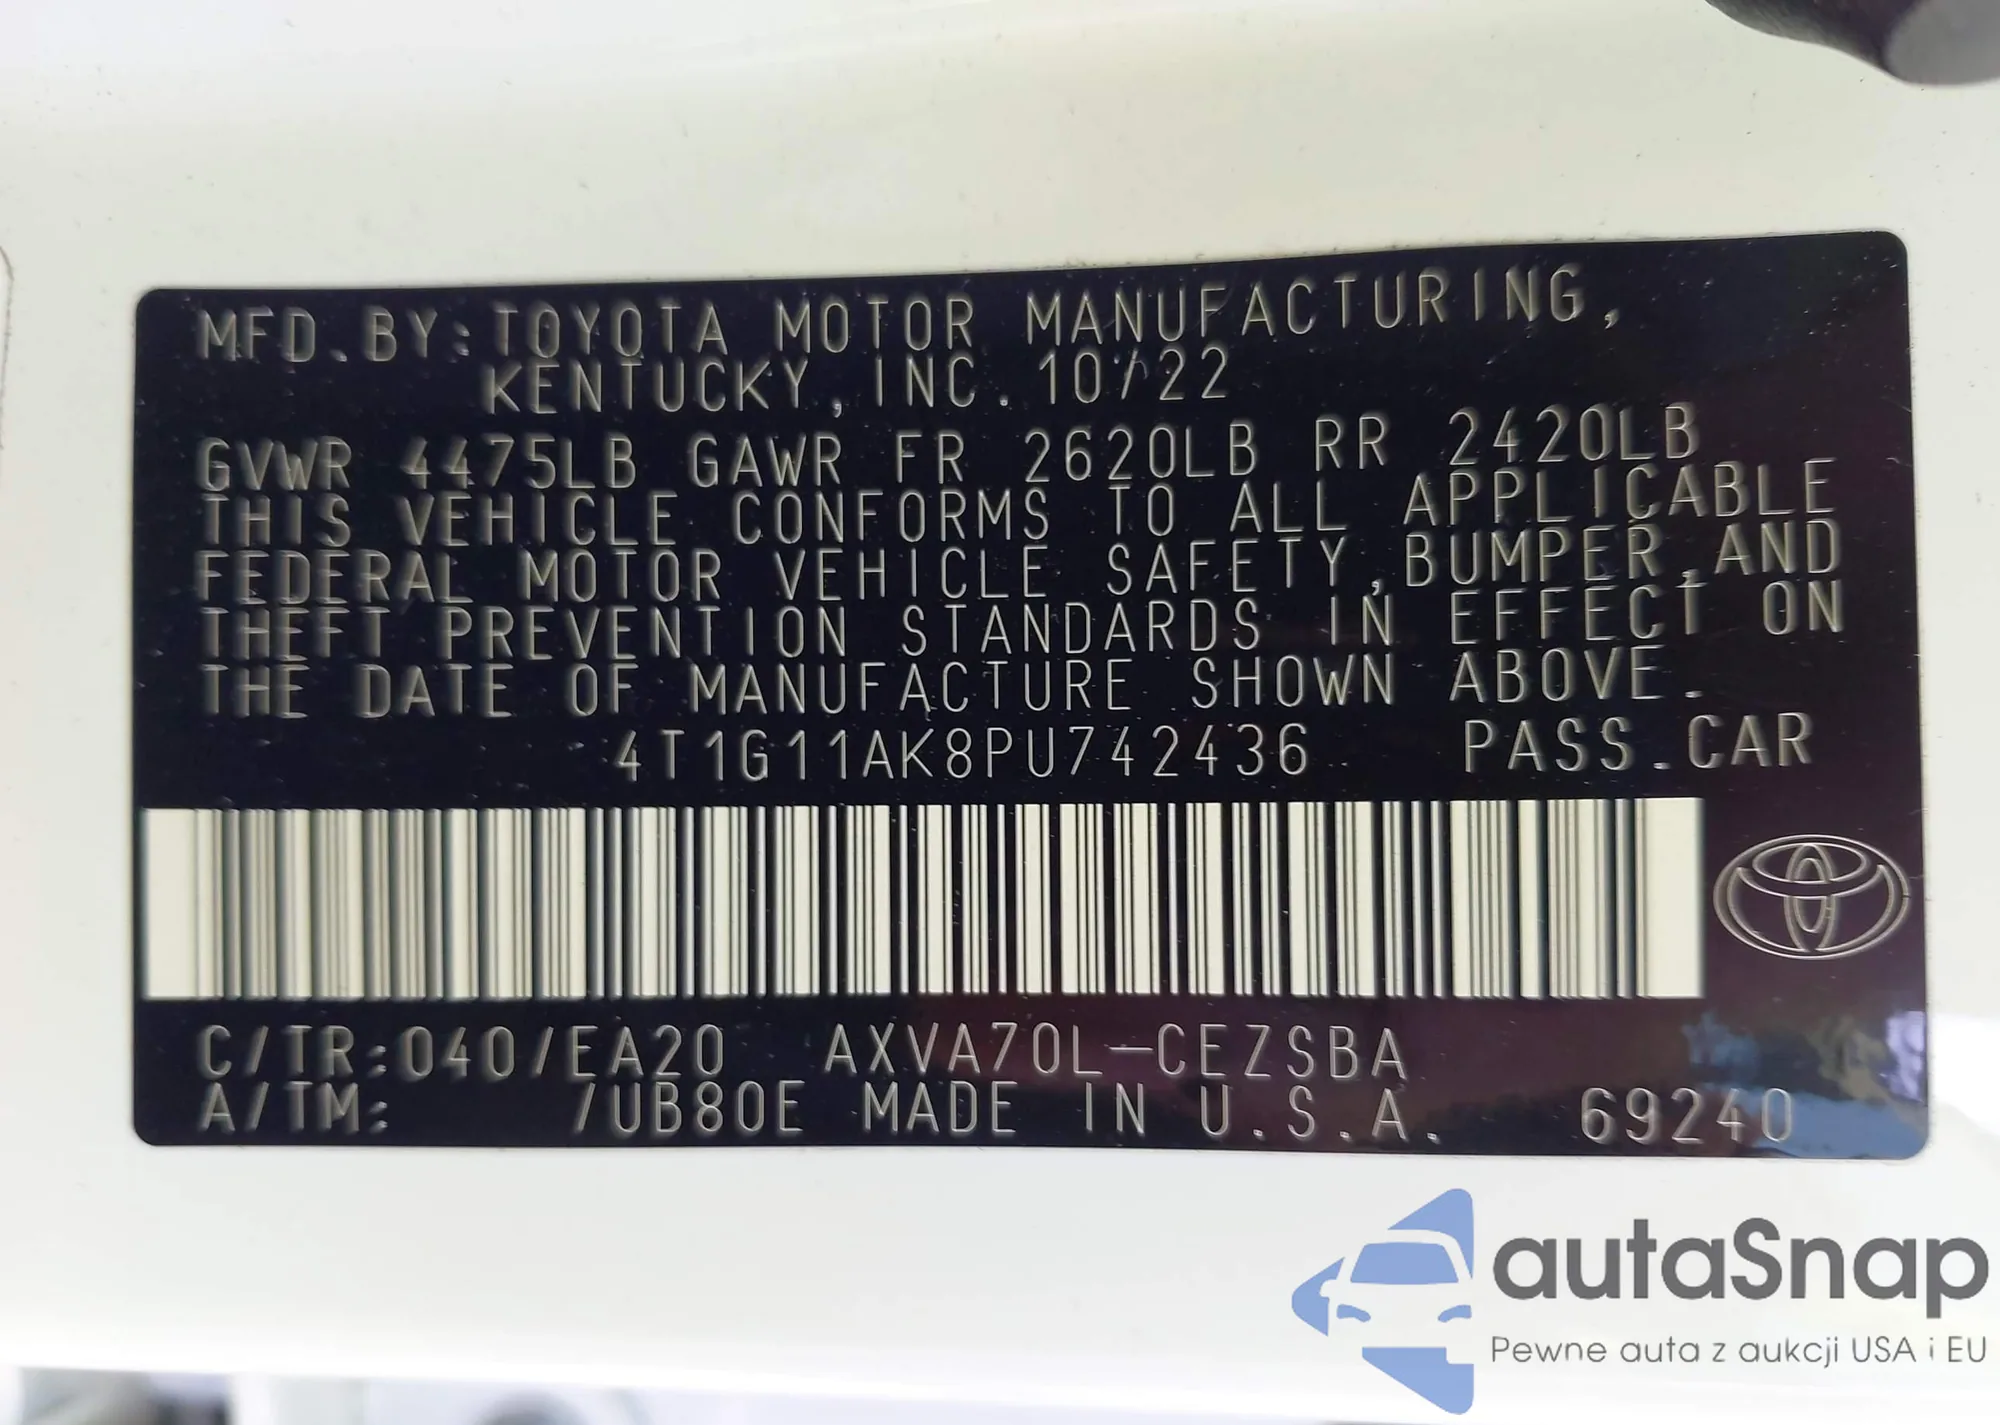 MFD.BY:TOYOTA MOTOR MANUFACTURING,
KENTUCKY,INC. 10/22
GVWR 4475LB GAWR FR 2620LB RR 2420LB
THIS VEHICLE CONFORMS TO ALL APPLICABLE
FEDERAL MOTOR VEHICLE SAFETY,BUMPER,AND
THEFT PREVENTION STANDARDS IN EFFECT ON
THE DATE OF MANUFACTURE SHOWN ABOVE.
4T1G11AK8PU742436 PASS.CAR
C/TR:040/EA20 AXVA70L-CEZSBA
A/TM: /UB80E MADE IN U.S.A. 69240
autaSnap
Pewne auta z aukcji USA i EU